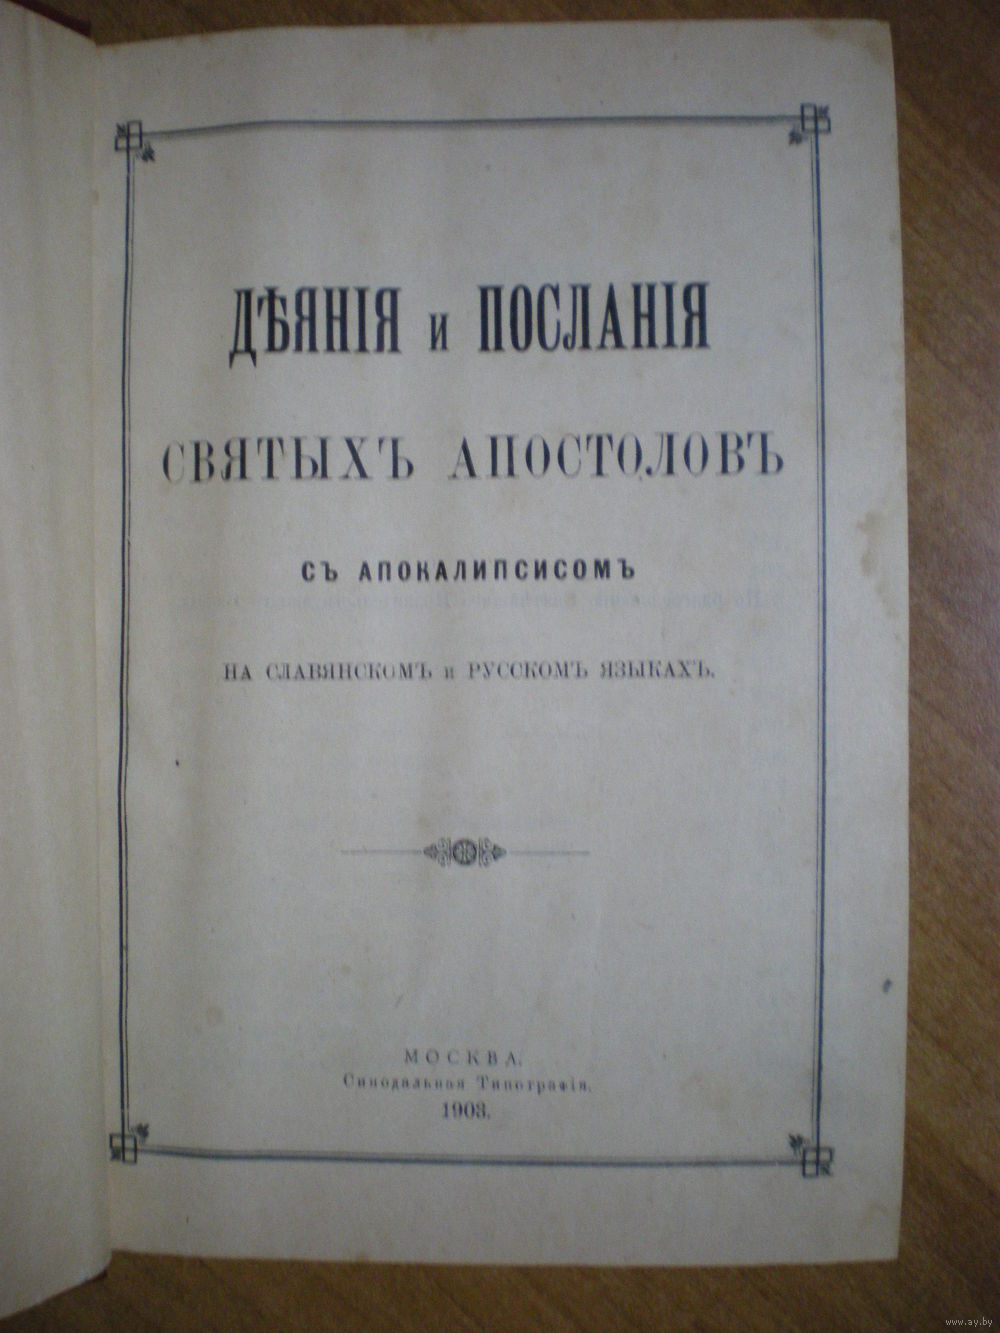 ДѢЯНІЯ и ПОСЛАНІЯ
СВЯТЫХЪ АПОСТОЛОВЪ
СЪ АПОКАЛИПСИСОМЪ
НА СЛАВЯНСКОМЪ и РУССКОМЪ ЯЗЫКАХЪ.
МОСКВА.
Синодальная Типографія.
1903.
www.ay.by